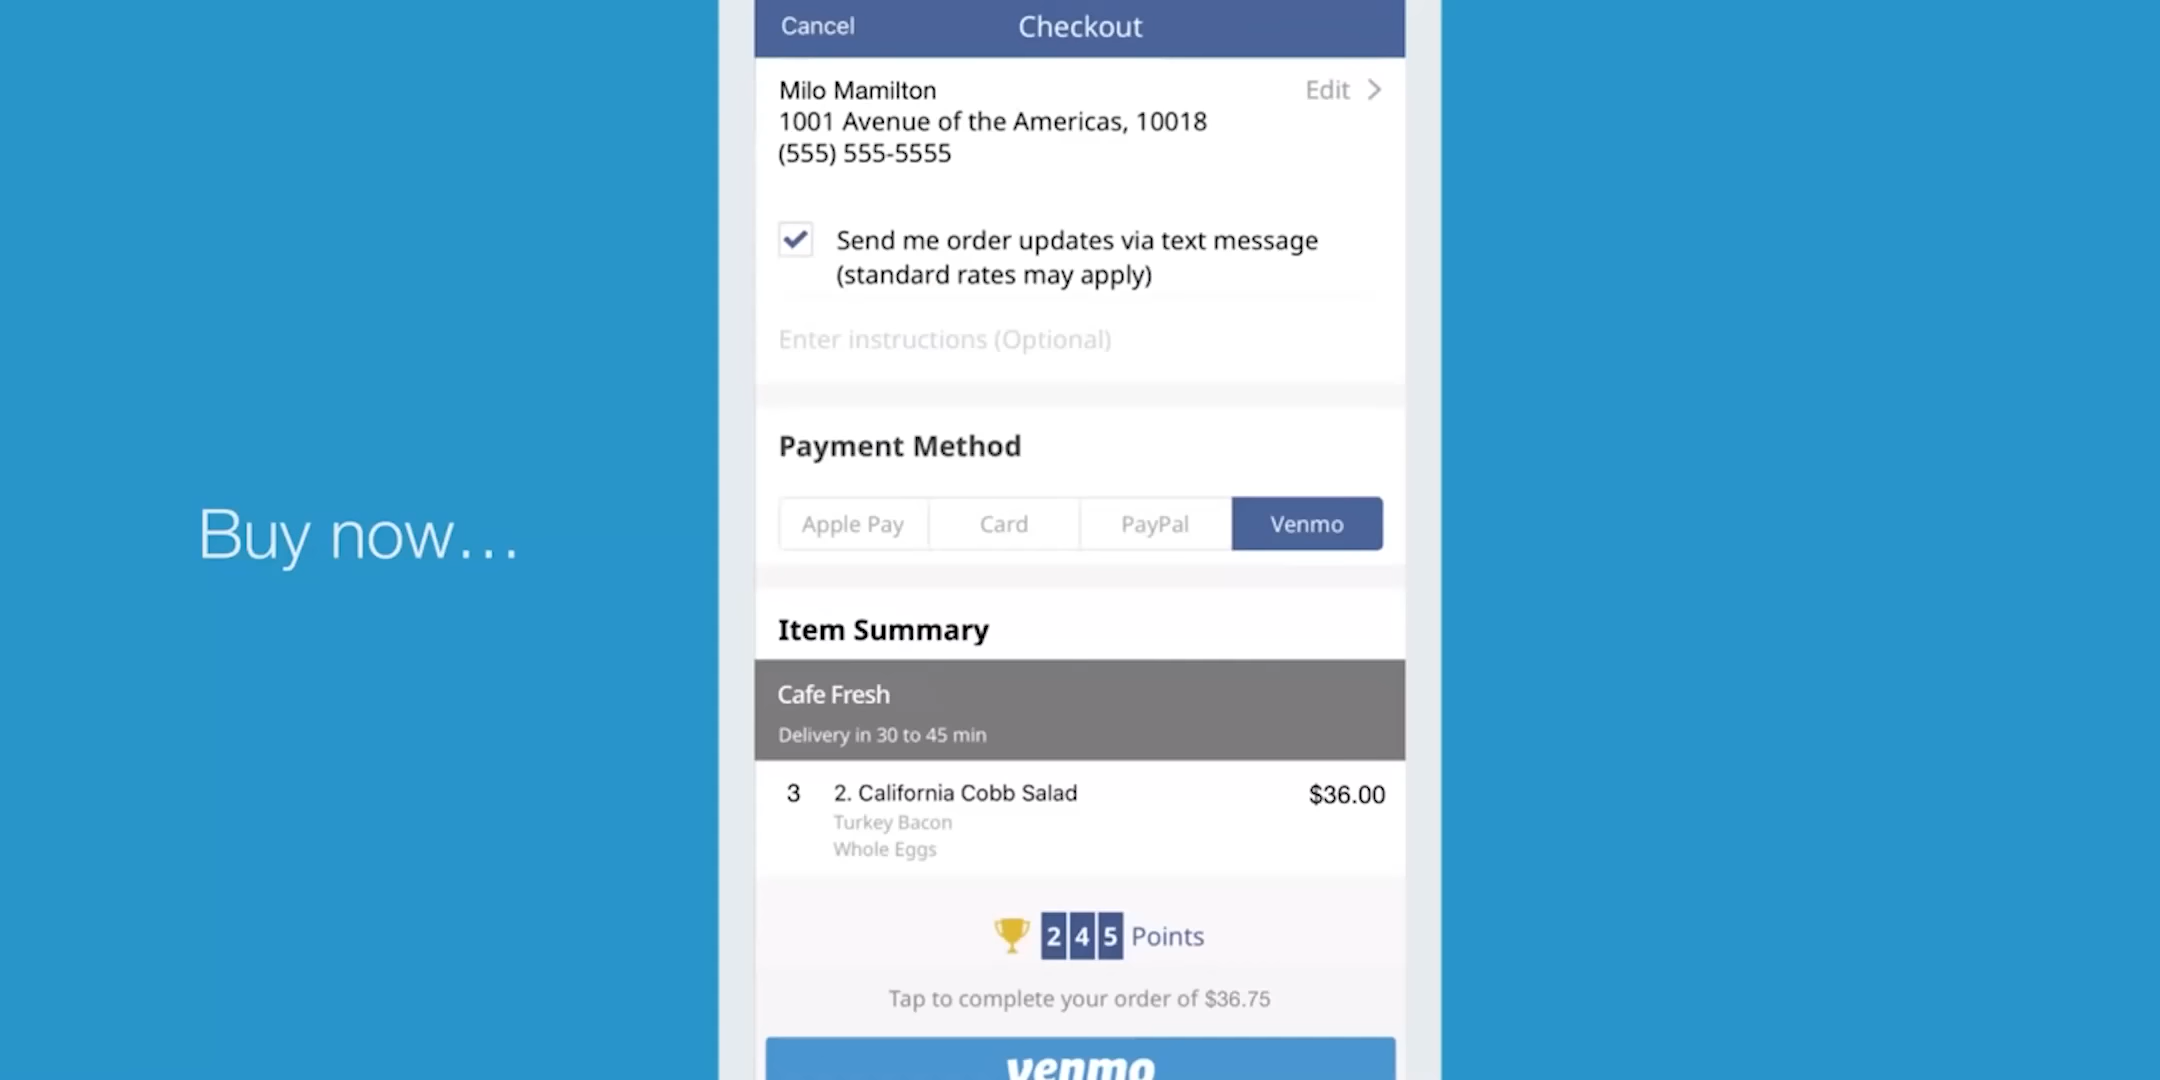 Cancel
Checkout
Milo Mamilton
Edit
1001 Avenue of the Americas, 10018
(555) 555-5555
Send me order updates via text message
(standard rates may apply)
Enter instructions (Optional)
Buy now...
Payment Method
Apple Pay
Card
PayPal
Venmo
Item Summary
Cafe Fresh
Delivery in 30 to 45 min
3 2. California Cobb Salad $36.00
Turkey Bacon
Whole Eggs
245 Points
Tap to complete your order of $36.75
venmo